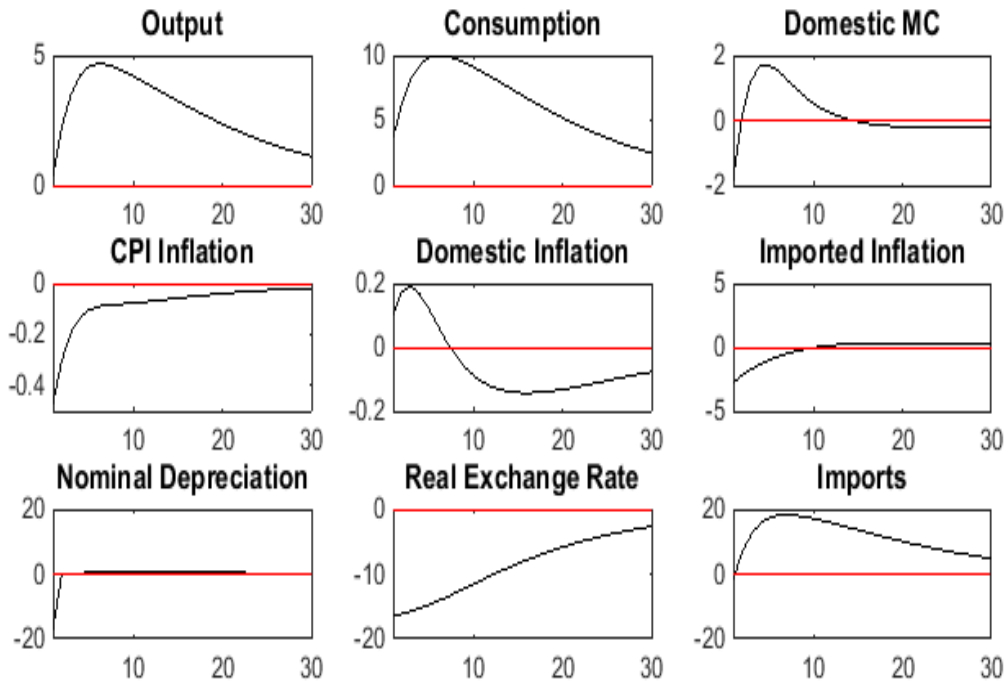 Output
5
0
10 20 30
Consumption
10
5
0
10 20 30
Domestic MC
2
0
-2
10 20 30
CPI Inflation
0
-0.2
-0.4
10 20 30
Domestic Inflation
0.2
0
-0.2
10 20 30
Imported Inflation
5
0
-5
10 20 30
Nominal Depreciation
20
0
-20
10 20 30
Real Exchange Rate
0
-10
-20
10 20 30
Imports
20
0
-20
10 20 30